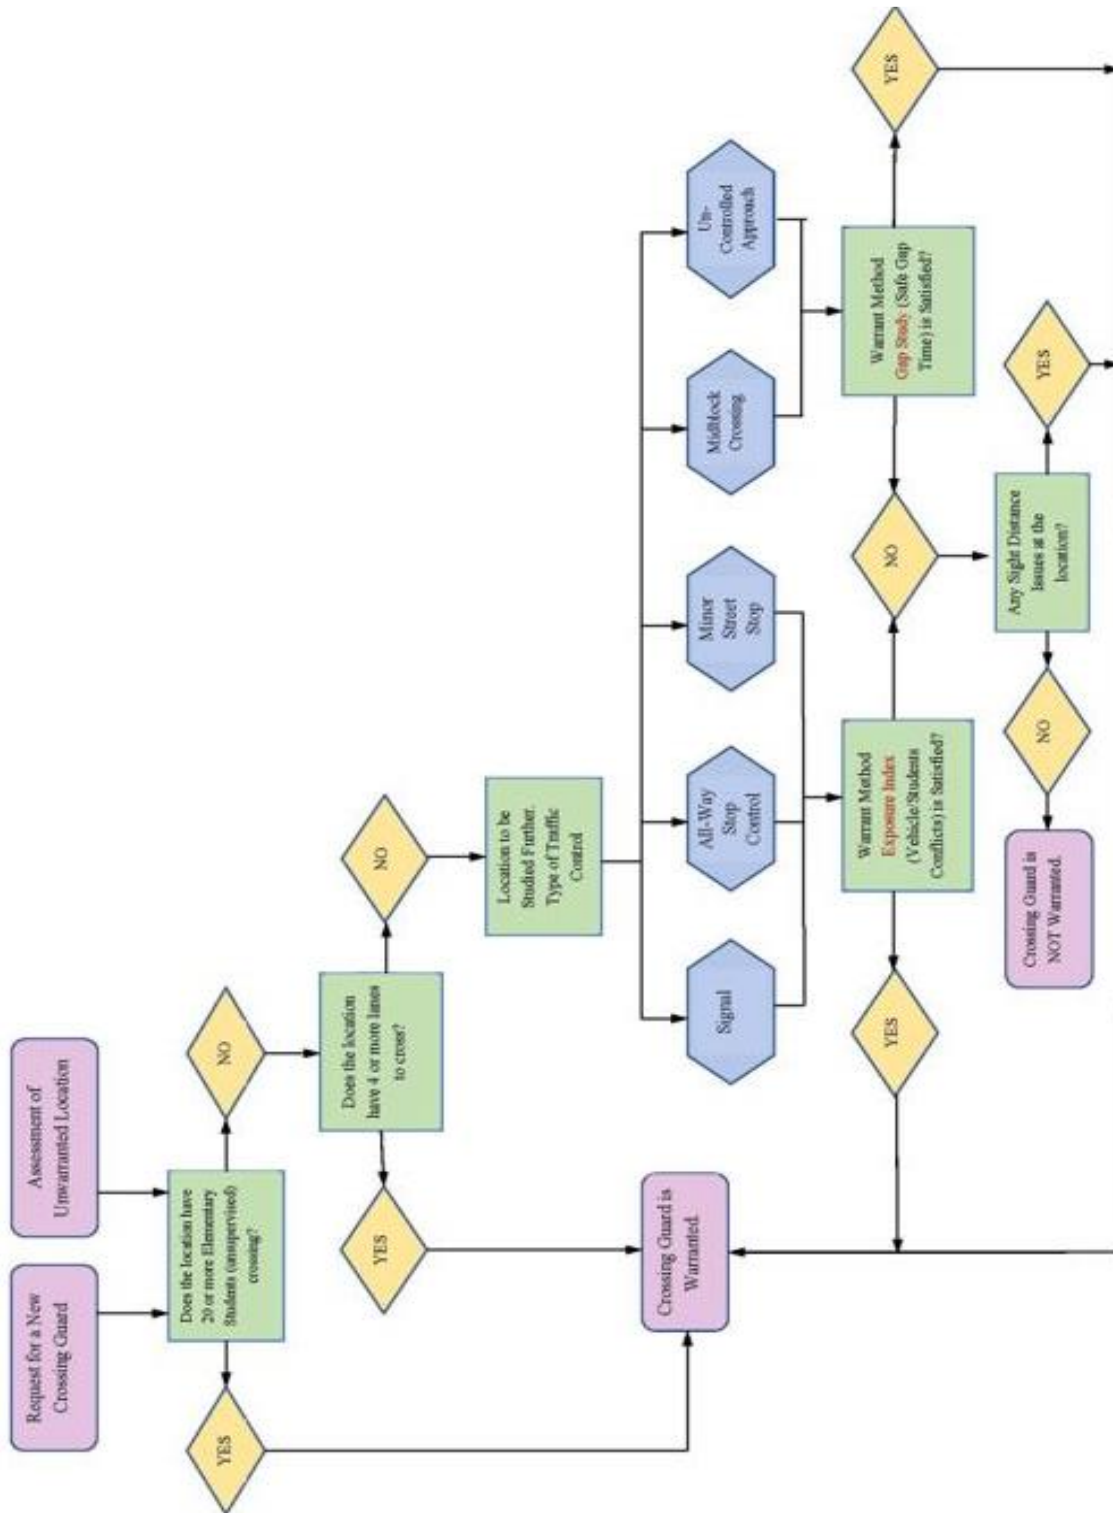 Request for a New
Crossing Guard
Assessment of
Unwarranted Location
Does the location have
20 or more Elementary
Students (unsupervised)
crossing?
YES
NO
Does the location
have 4 or more lanes
to cross?
YES
NO
Location to be
Studied Further.
Type of Traffic
Control
Signal
All-Way
Stop
Control
Minor
Street
Stop
Midblock
Crossing
Un-
Controlled
Approach
Crossing Guard is
Warranted.
YES
Warrant Method
Exposure Index
(Vehicle/Students
Conflicts) is Satisfied?
NO
Warrant Method
Gap Study (Safe Gap
Time) is Satisfied?
YES
Crossing Guard is
NOT Warranted.
NO
Any Sight Distance
Issues at the
location?
YES